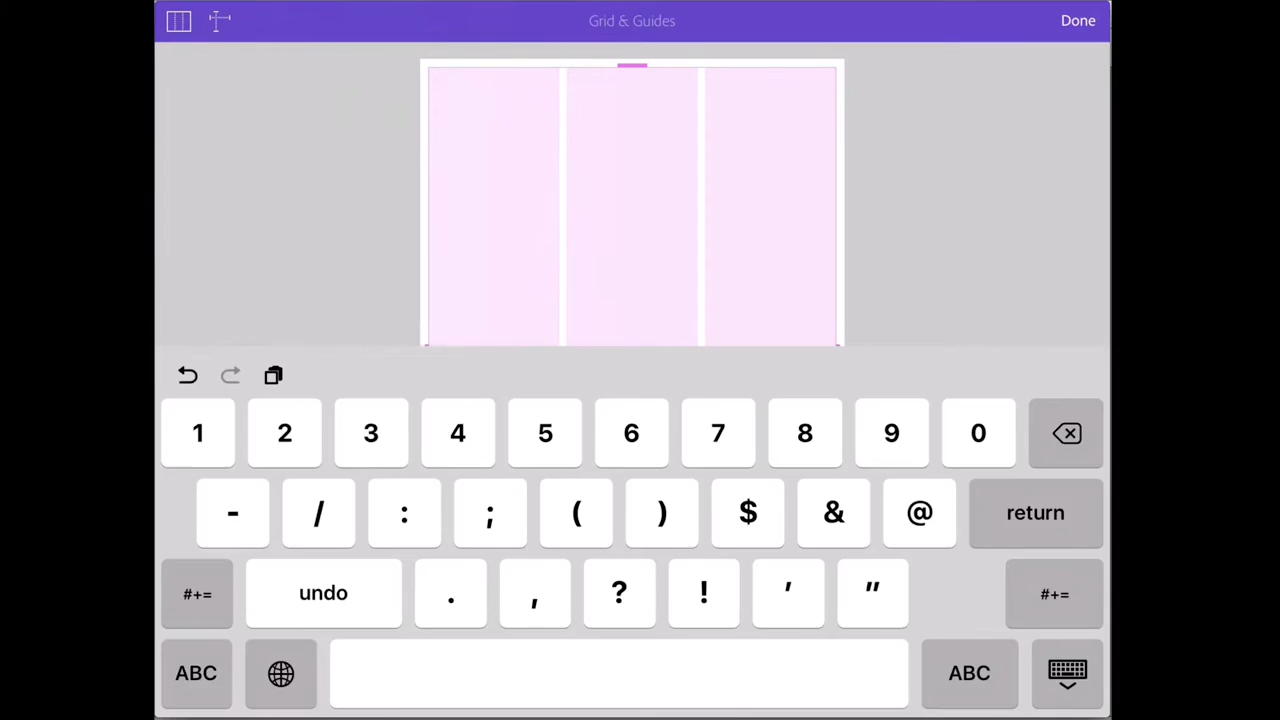 Grid & Guides
Done
1 2 3 4 5 6 7 8 9 0
- / : ; ( ) $ & @ return
#+= undo . , ? ! ' " #+=
ABC ABC